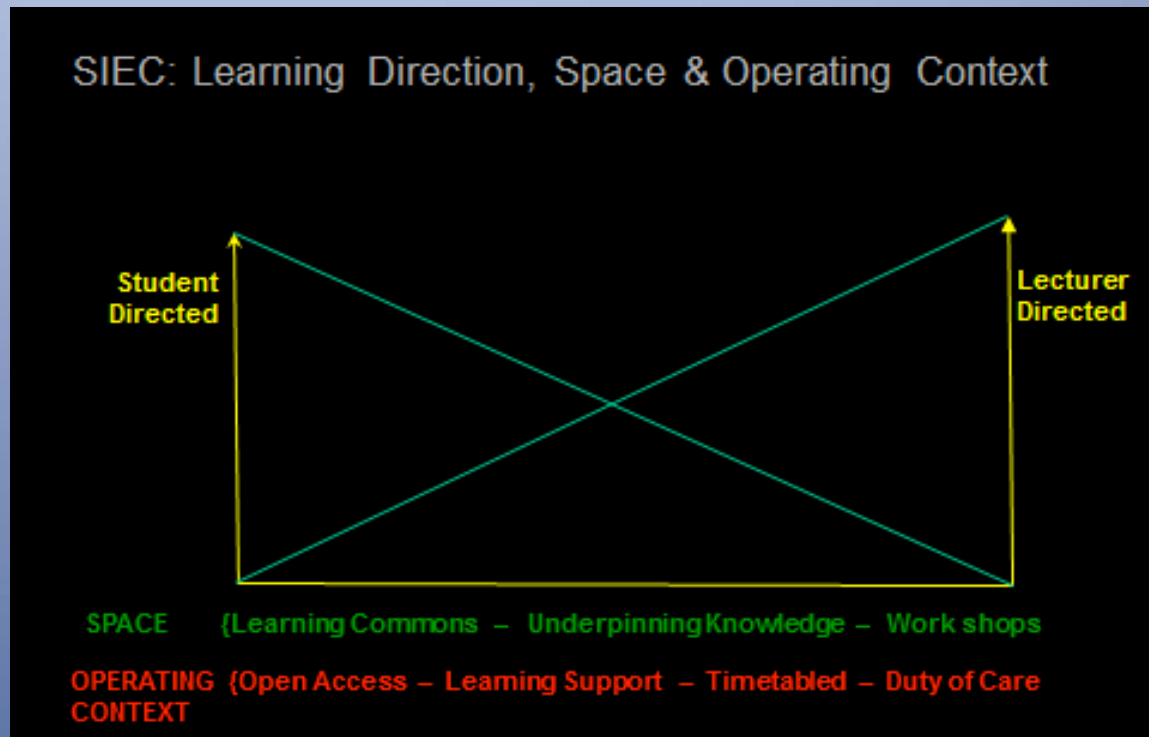 SIEC: Learning Direction, Space & Operating Context
Student
Directed
Lecturer
Directed
SPACE {Learning Commons – Underpinning Knowledge – Work shops
OPERATING {Open Access – Learning Support – Timetabled – Duty of Care
CONTEXT